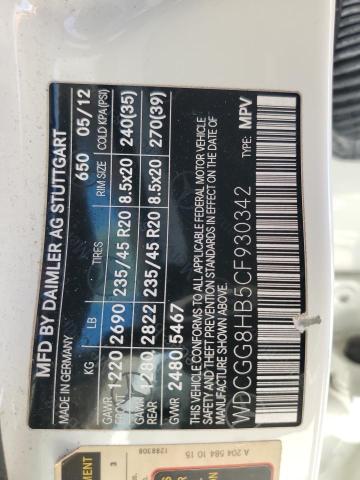 MFD BY DAIMLER AG STUTTGART
MADE IN GERMANY 650 05/12
KG LB TIRES RIM SIZE COLD KPA(PSI)
GAWR FRONT 1220 2690 235/45 R20 8.5x20 240(35)
GAWR REAR 1280 2822 235/45 R20 8.5x20 270(39)
GVWR 2480 5467
THIS VEHICLE CONFORMS TO ALL APPLICABLE FEDERAL MOTOR VEHICLE
SAFETY AND THEFT PREVENTION STANDARDS IN EFFECT ON THE DATE OF
MANUFACTURE SHOWN ABOVE.
WDCGG8HB5CF930342 TYPE: MPV
1288308
A 204 584 10 15
3